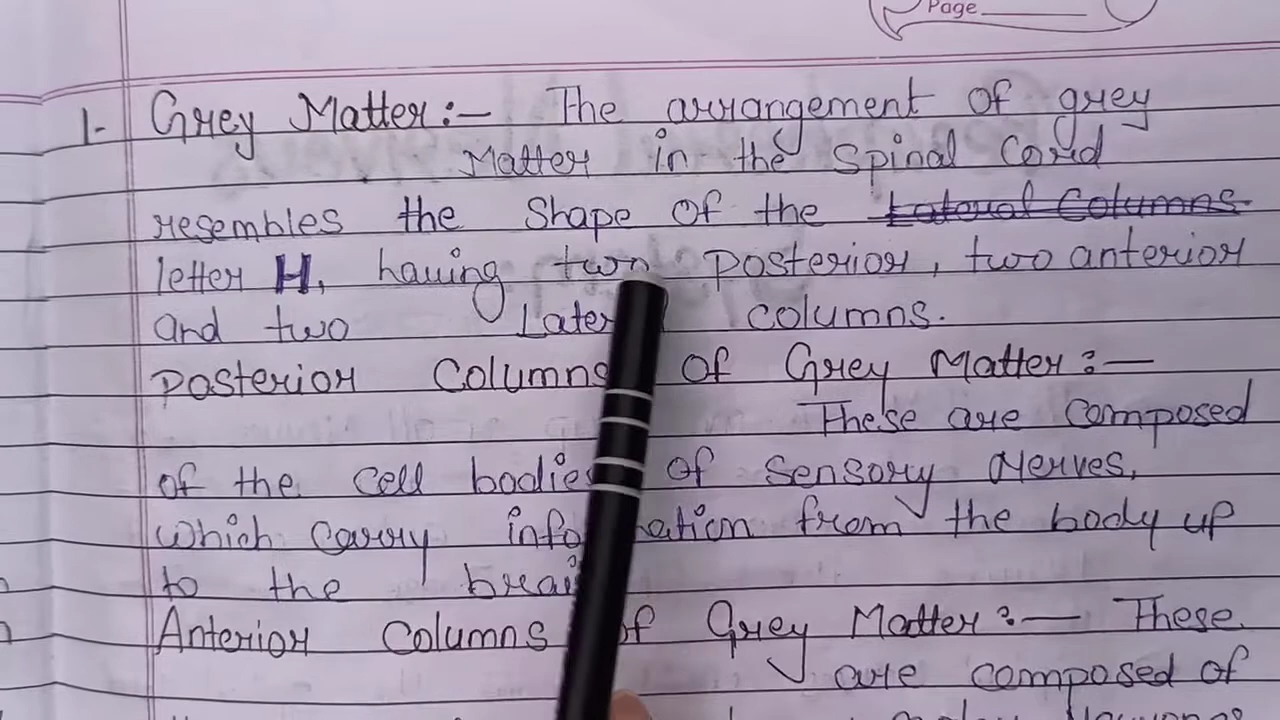 Page
1- Grey Matter:- The arrangement of grey
Matter in the spinal cord
resembles the shape of the Lateral Columns
letter H, having two posterior, two anterior
and two Later columns.
Posterior Columns of Grey Matter:-
These are composed
of the cell bodies of sensory nerves,
which carry information from the body up
to the brain
Anterior Columns of Grey Matter:- These
are composed of